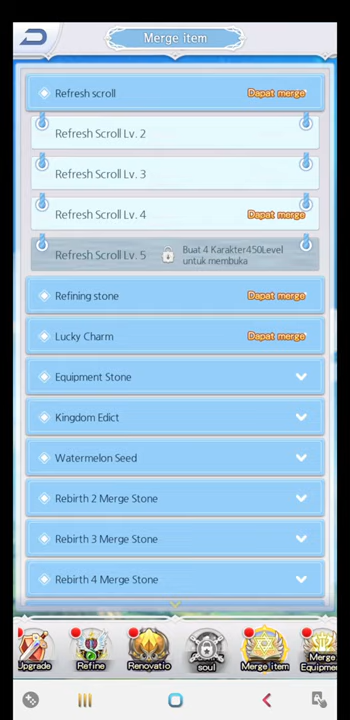 Merge item
Refresh scroll Dapat merge
Refresh Scroll Lv. 2
Refresh Scroll Lv. 3
Refresh Scroll Lv. 4 Dapat merge
Refresh Scroll Lv. 5 Buat 4 Karakter450Level
untuk membuka
Refining stone Dapat merge
Lucky Charm Dapat merge
Equipment Stone
Kingdom Edict
Watermelon Seed
Rebirth 2 Merge Stone
Rebirth 3 Merge Stone
Rebirth 4 Merge Stone
Upgrade Refine Renovatio soul Merge item Merge
Equipme